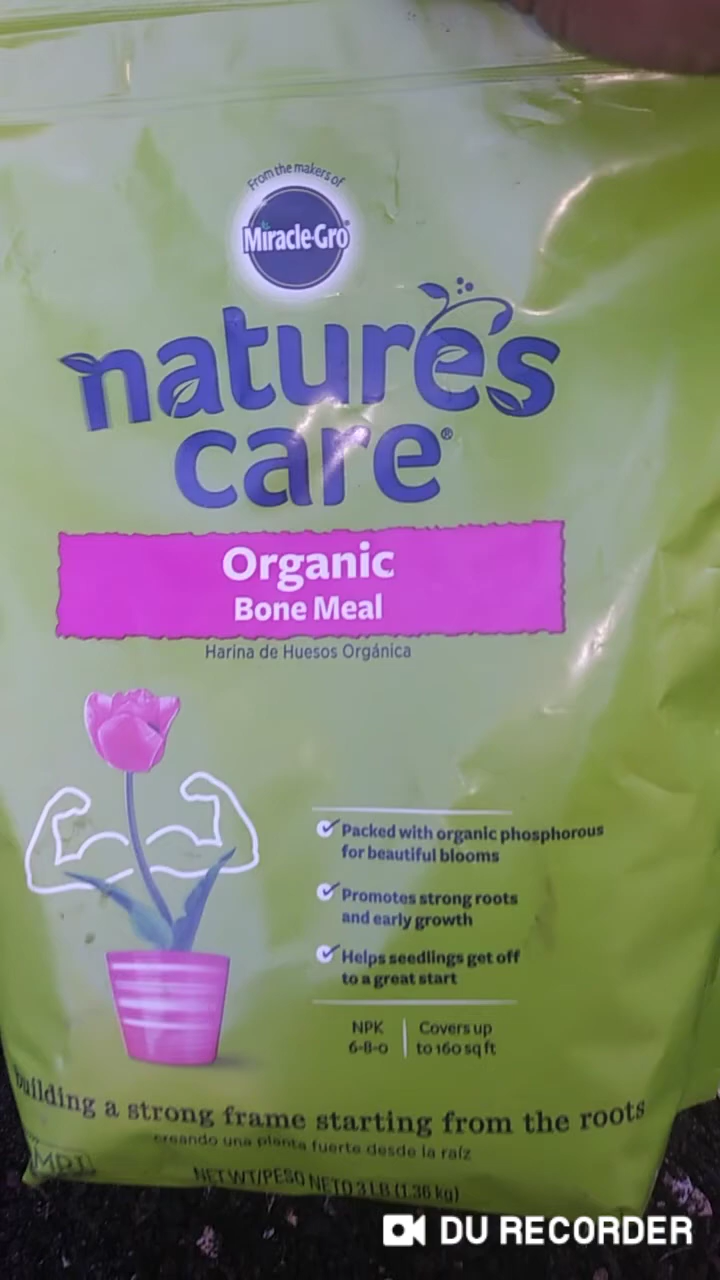 From the makers of
Miracle-Gro®
nature's
care®
Organic
Bone Meal
Harina de Huesos Orgánica
Packed with organic phosphorous
for beautiful blooms
Promotes strong roots
and early growth
Helps seedlings get off
to a great start
NPK
6-8-0
Covers up
to 160 sq ft
building a strong frame starting from the roots
creando una planta fuerte desde la raíz
NET WT/PESO NETO 3 LB (1.36 kg)
DU RECORDER